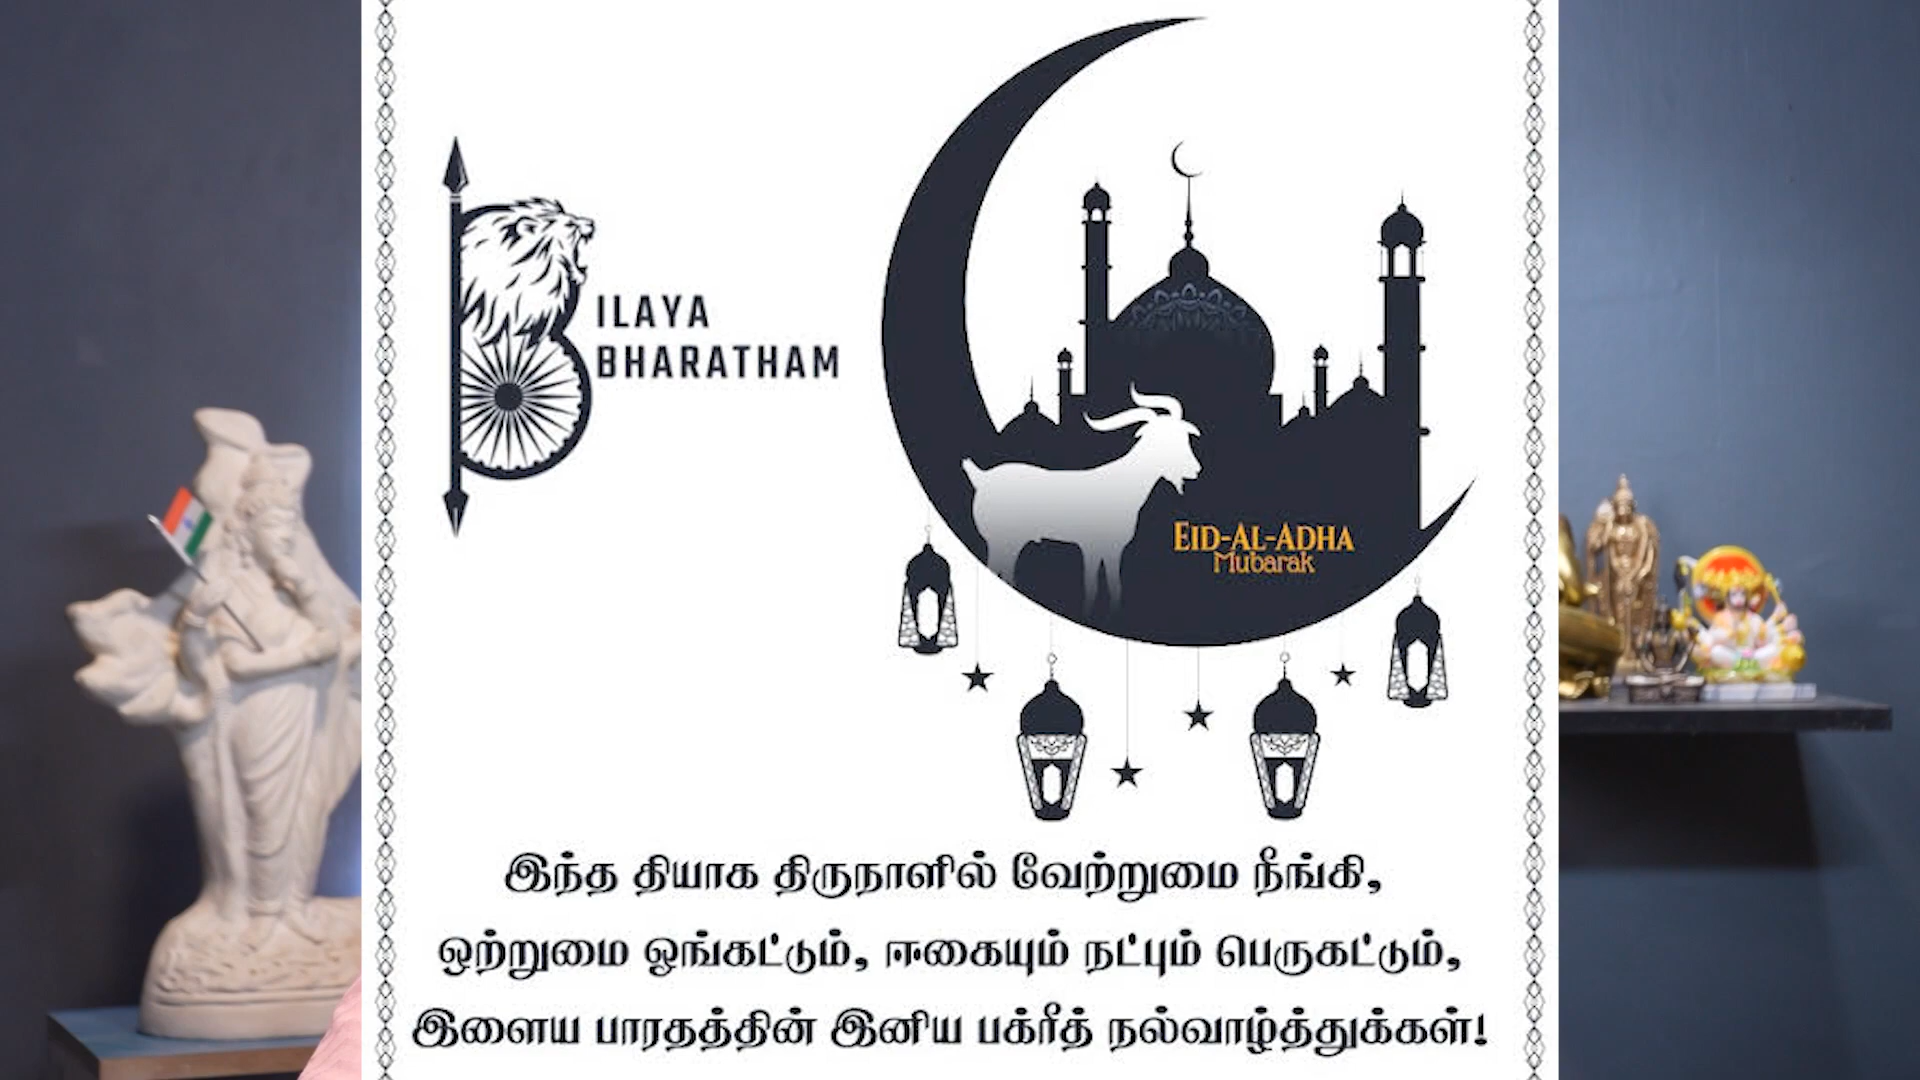 ILAYA
BHARATHAM
EID-AL-ADHA
Mubarak
இந்த தியாக திருநாளில் வேற்றுமை நீங்கி,
ஒற்றுமை ஓங்கட்டும், ஈகையும் நட்பும் பெருகட்டும்,
இளைய பாரதத்தின் இனிய பக்ரீத் நல்வாழ்த்துக்கள்!